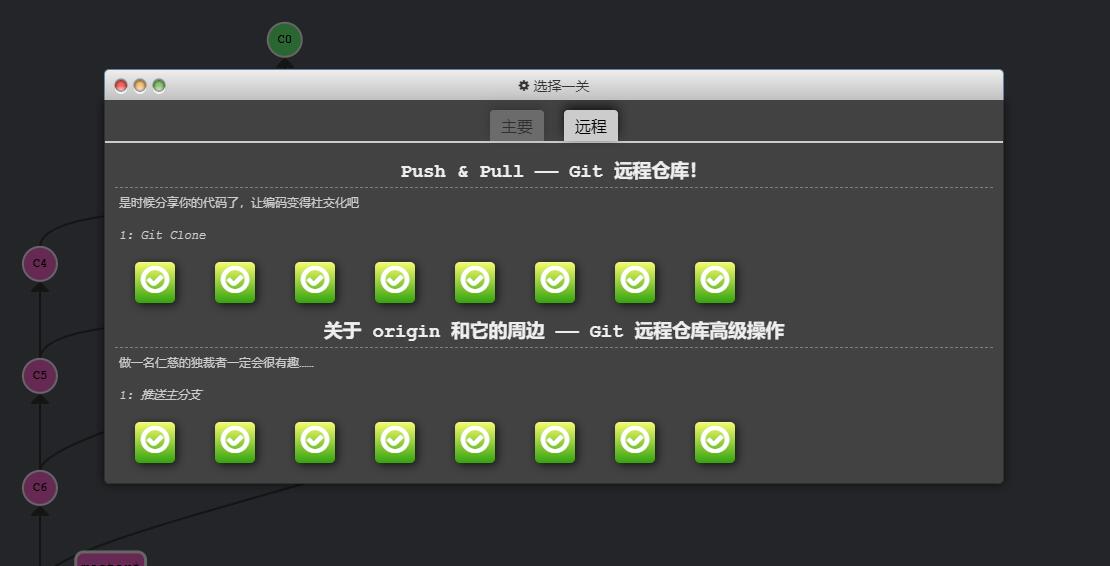 C0
选择一关
主要 远程
Push & Pull —— Git 远程仓库!
是时候分享你的代码了，让编码变得社交化吧
1: Git Clone
关于 origin 和它的周边 —— Git 远程仓库高级操作
做一名仁慈的独裁者一定会很有趣……
1: 推送主分支
C4
C5
C6